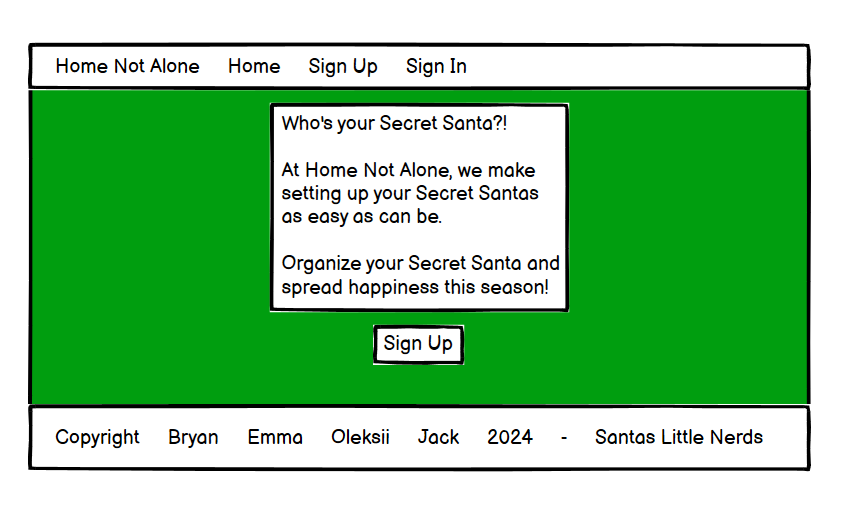 Home Not Alone Home Sign Up Sign In
Who's your Secret Santa?!
At Home Not Alone, we make
setting up your Secret Santas
as easy as can be.
Organize your Secret Santa and
spread happiness this season!
Sign Up
Copyright Bryan Emma Oleksii Jack 2024 - Santas Little Nerds